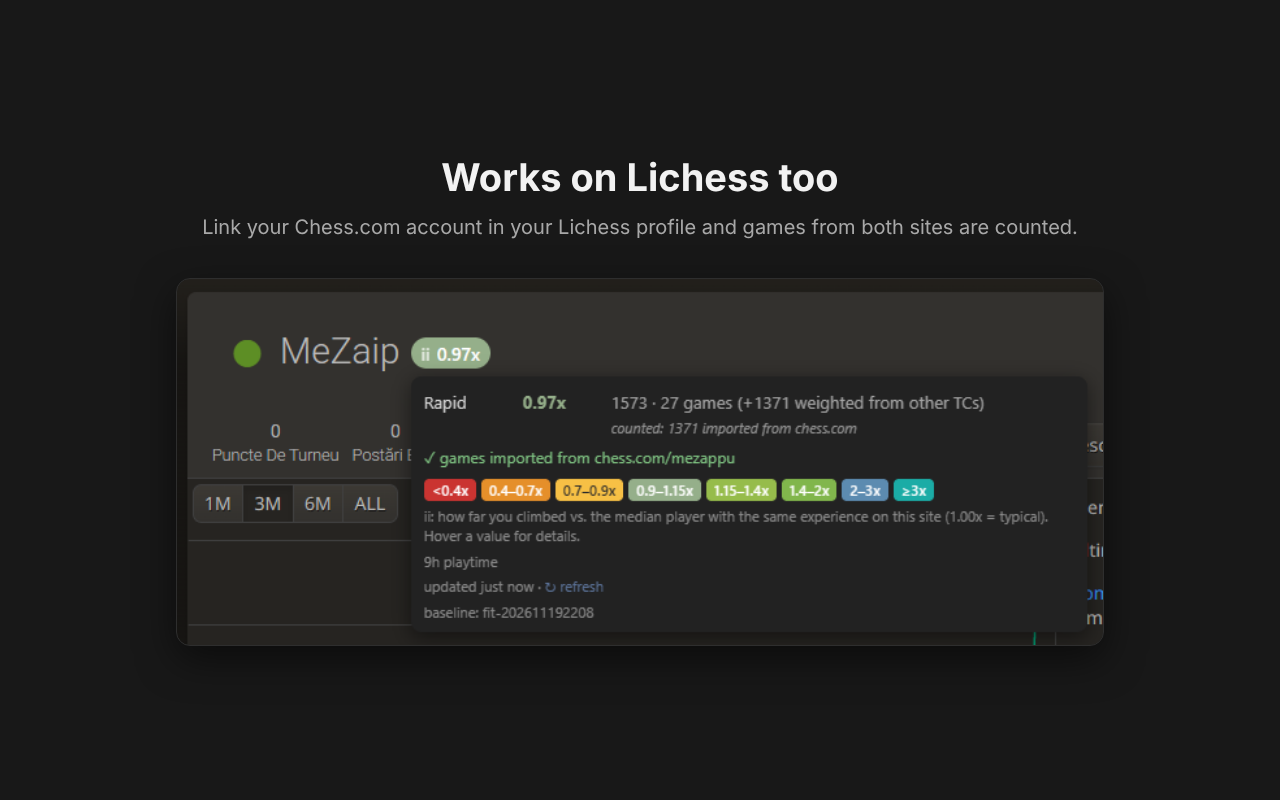 Works on Lichess too
Link your Chess.com account in your Lichess profile and games from both sites are counted.
MeZaip ii 0.97x
Rapid 0.97x 1573 · 27 games (+1371 weighted from other TCs)
counted: 1371 imported from chess.com
0 0
Puncte De Turneu Postări
✓ games imported from chess.com/mezappu
1M 3M 6M ALL
<0.4x 0.4–0.7x 0.7–0.9x 0.9–1.15x 1.15–1.4x 1.4–2x 2–3x ≥3x
ii: how far you climbed vs. the median player with the same experience on this site (1.00x = typical).
Hover a value for details.
9h playtime
updated just now · ↻ refresh
baseline: fit-202611192208